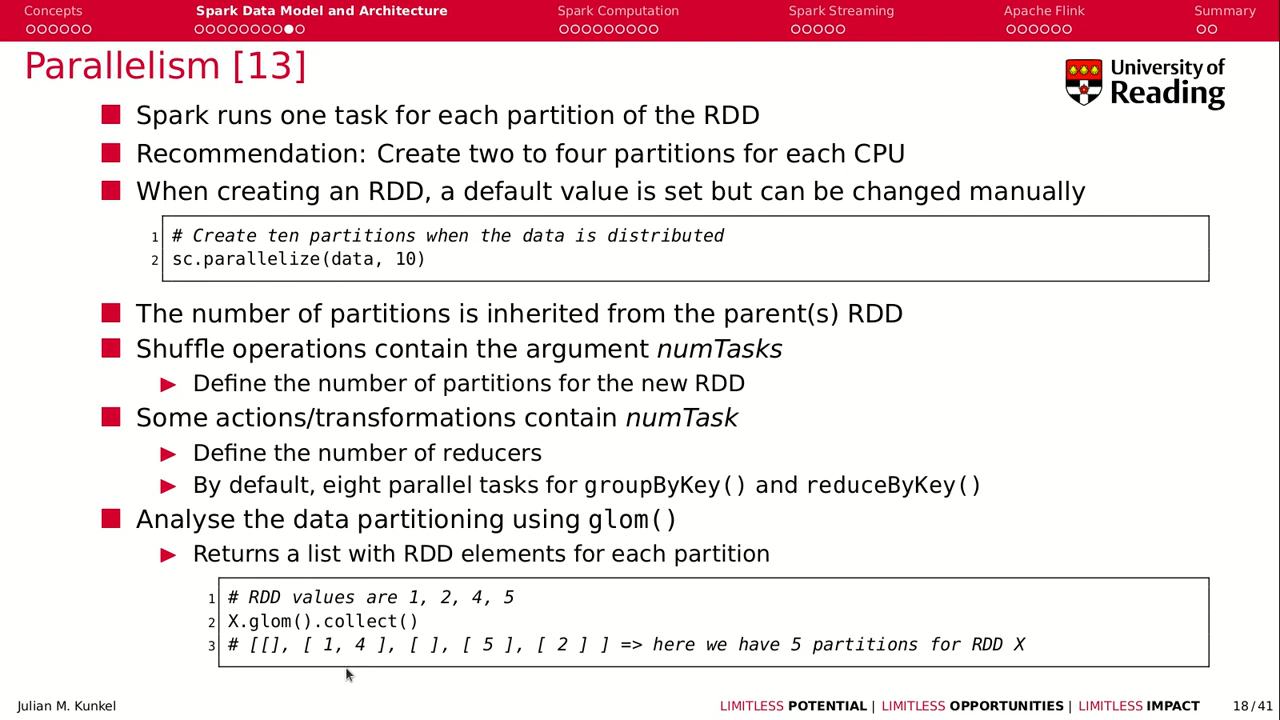 Concepts Spark Data Model and Architecture Spark Computation Spark Streaming Apache Flink Summary
Parallelism [13]
University of
Reading
Spark runs one task for each partition of the RDD
Recommendation: Create two to four partitions for each CPU
When creating an RDD, a default value is set but can be changed manually
1 # Create ten partitions when the data is distributed
2 sc.parallelize(data, 10)
The number of partitions is inherited from the parent(s) RDD
Shuffle operations contain the argument numTasks
Define the number of partitions for the new RDD
Some actions/transformations contain numTask
Define the number of reducers
By default, eight parallel tasks for groupByKey() and reduceByKey()
Analyse the data partitioning using glom()
Returns a list with RDD elements for each partition
1 # RDD values are 1, 2, 4, 5
2 X.glom().collect()
3 # [[], [ 1, 4 ], [ ], [ 5 ], [ 2 ] ] => here we have 5 partitions for RDD X
Julian M. Kunkel LIMITLESS POTENTIAL | LIMITLESS OPPORTUNITIES | LIMITLESS IMPACT 18/41